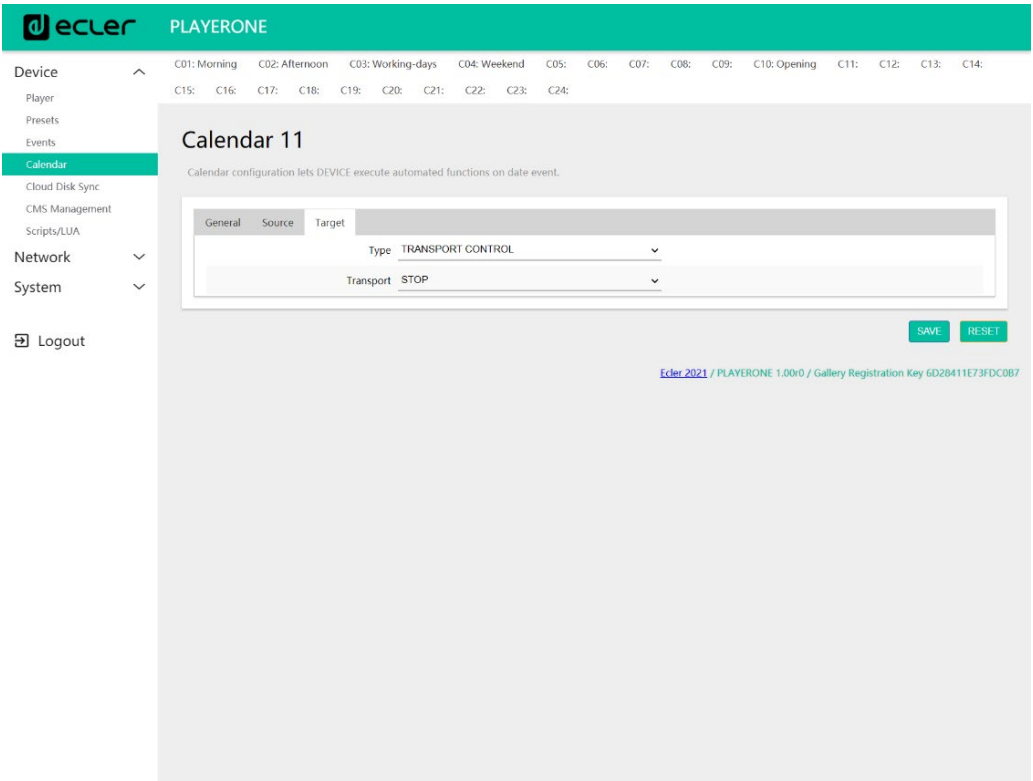 ecler PLAYERONE
Device
Player
Presets
Events
Calendar
Cloud Disk Sync
CMS Management
Scripts/LUA
Network
System
Logout
C01: Morning C02: Afternoon C03: Working-days C04: Weekend C05: C06: C07: C08: C09: C10: Opening C11: C12: C13: C14:
C15: C16: C17: C18: C19: C20: C21: C22: C23: C24:
Calendar 11
Calendar configuration lets DEVICE execute automated functions on date event.
General Source Target
Type TRANSPORT CONTROL
Transport STOP
SAVE RESET
Ecler 2021 / PLAYERONE 1.00r0 / Gallery Registration Key 6D28411E73FDC0B7